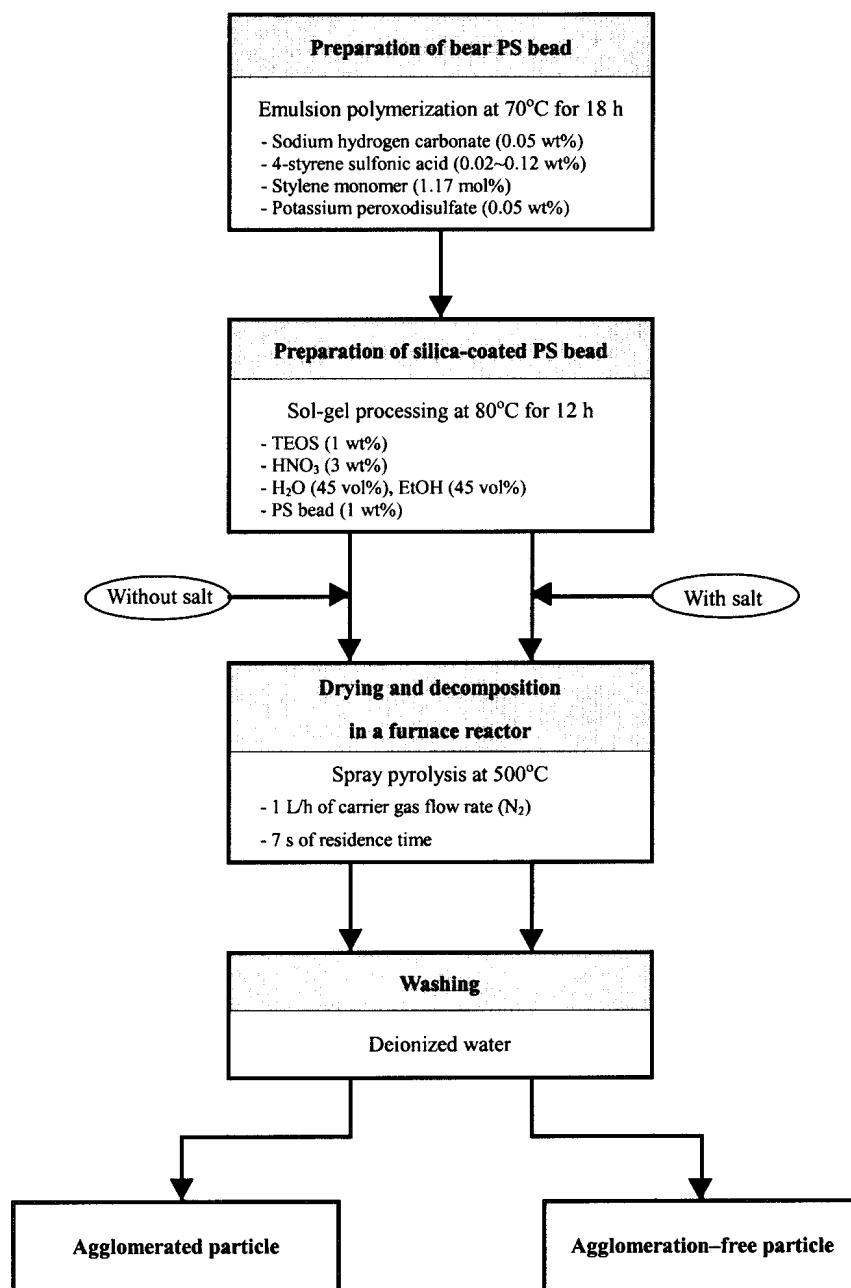 Preparation of bear PS bead
Emulsion polymerization at 70°C for 18 h
- Sodium hydrogen carbonate (0.05 wt%)
- 4-styrene sulfonic acid (0.02~0.12 wt%)
- Stylene monomer (1.17 mol%)
- Potassium peroxodisulfate (0.05 wt%)
Preparation of silica-coated PS bead
Sol-gel processing at 80°C for 12 h
- TEOS (1 wt%)
- HNO₃ (3 wt%)
- H₂O (45 vol%), EtOH (45 vol%)
- PS bead (1 wt%)
Without salt
With salt
Drying and decomposition
in a furnace reactor
Spray pyrolysis at 500°C
- 1 L/h of carrier gas flow rate (N₂)
- 7 s of residence time
Washing
Deionized water
Agglomerated particle
Agglomeration–free particle